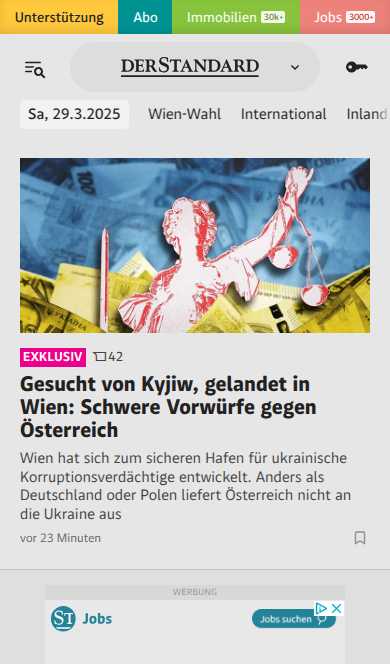 Unterstützung Abo Immobilien 30k+ Jobs 3000+
DERSTANDARD
Sa, 29.3.2025 Wien-Wahl International Inland
EXKLUSIV 42
Gesucht von Kyjiw, gelandet in
Wien: Schwere Vorwürfe gegen
Österreich
Wien hat sich zum sicheren Hafen für ukrainische
Korruptionsverdächtige entwickelt. Anders als
Deutschland oder Polen liefert Österreich nicht an
die Ukraine aus
vor 23 Minuten
WERBUNG
ST Jobs Jobs suchen